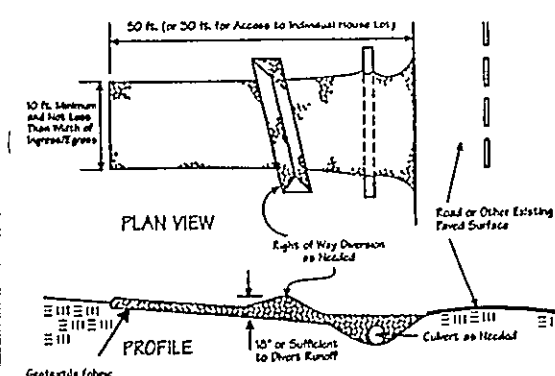 50 ft. (or 30 ft. for Access to Individual House Lot)
10 ft. Minimum
and Not Less
Than Width of
Ingress/Egress
PLAN VIEW
Right of Way Diversion
as Needed
Road or Other Existing
Paved Surface
PROFILE
18" or Sufficient
to Divert Runoff
Culvert as Needed
Geotextile fabric